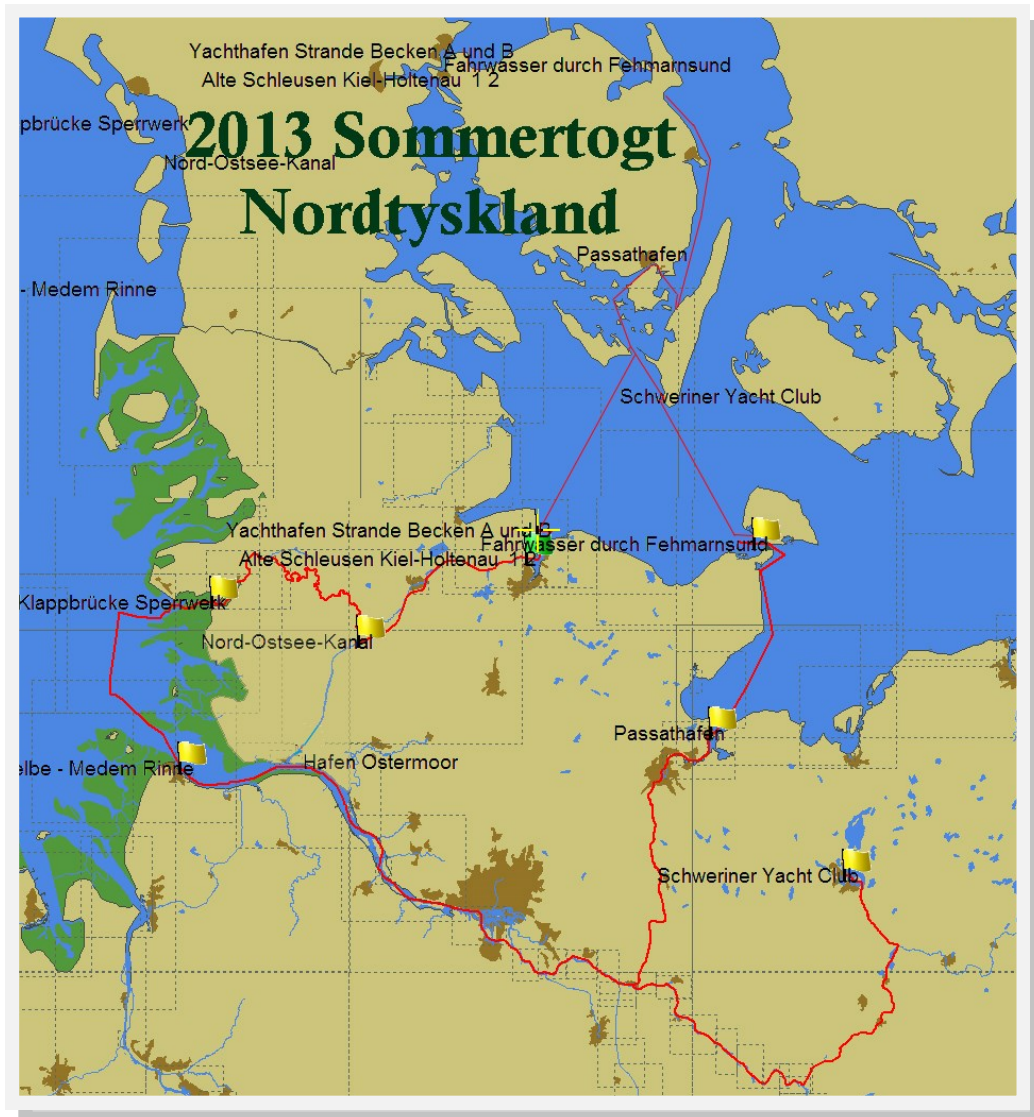 Yachthafen Strande Becken A und B
Fahrwasser durch Fehmarnsund
Alte Schleusen Kiel-Holtenau 1 2
ppbrücke Sperrwerk
2013 Sommertogt
Nord-Ostsee-Kanal
Nordtyskland
Passathafen
- Medem Rinne
Schweriner Yacht Club
Yachthafen Strande Becken A und B
Fahrwasser durch Fehmarnsund
Alte Schleusen Kiel-Holtenau 1 2
Klappbrücke Sperrwerk
Nord-Ostsee-Kanal
Passathafen
Hafen Ostermoor
elbe - Medem Rinne
Schweriner Yacht Club